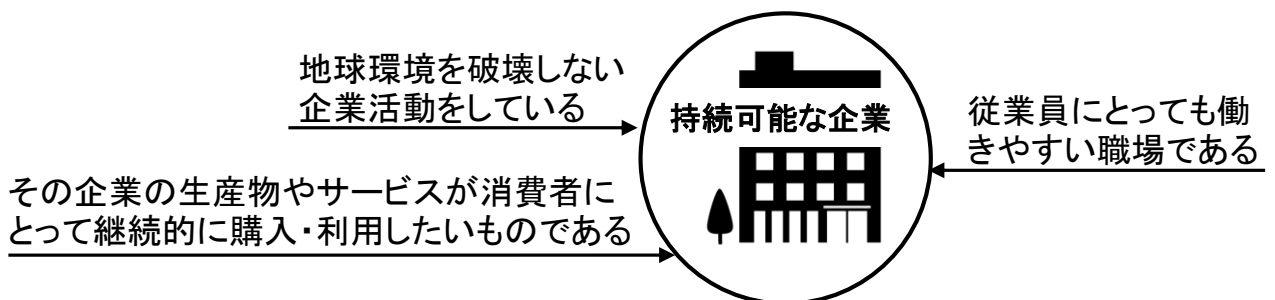 地球環境を破壊しない
企業活動をしている
持続可能な企業
従業員にとっても働
きやすい職場である
その企業の生産物やサービスが消費者に
とって継続的に購入・利用したいものである